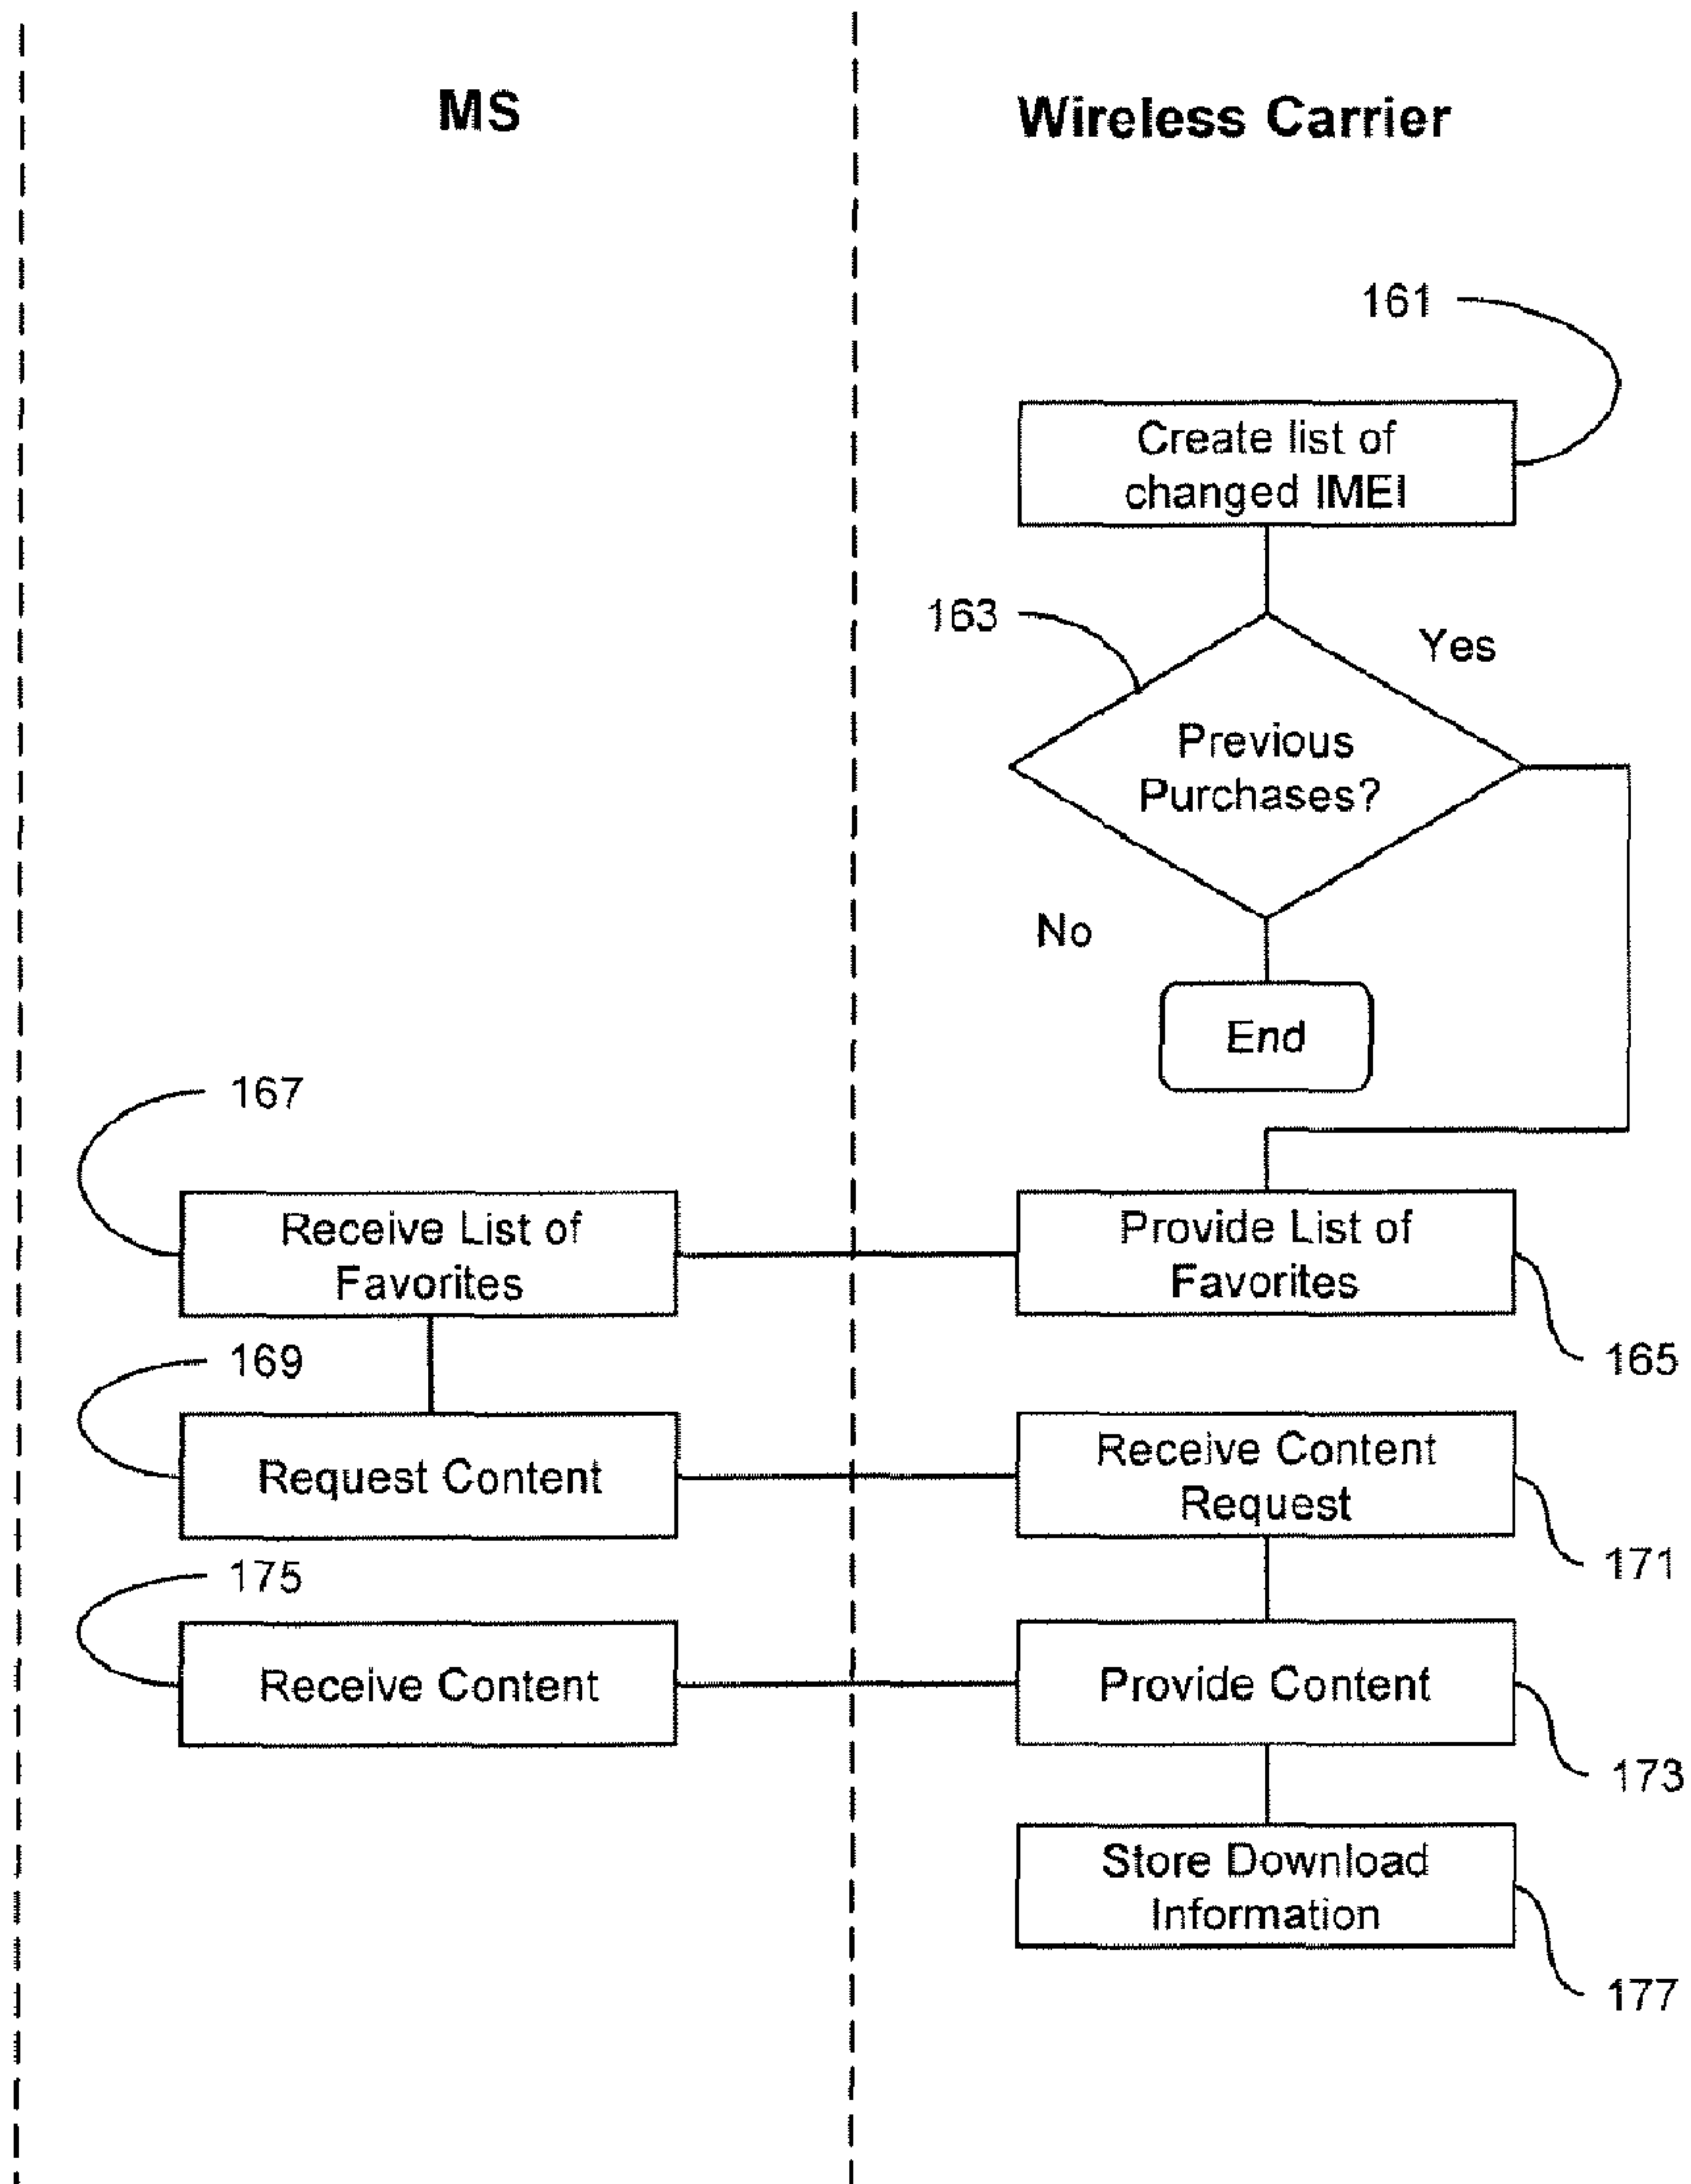 MS
Wireless Carrier
161
Create list of
changed IMEI
163
Yes
Previous
Purchases?
No
End
167
Receive List of
Favorites
Provide List of
Favorites
165
169
Request Content
Receive Content
Request
171
175
Receive Content
Provide Content
173
Store Download
Information
177